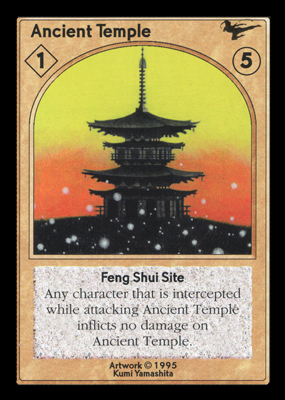 Ancient Temple
1
5
Feng Shui Site
Any character that is intercepted
while attacking Ancient Temple
inflicts no damage on
Ancient Temple.
Artwork © 1995
Kumi Yamashita